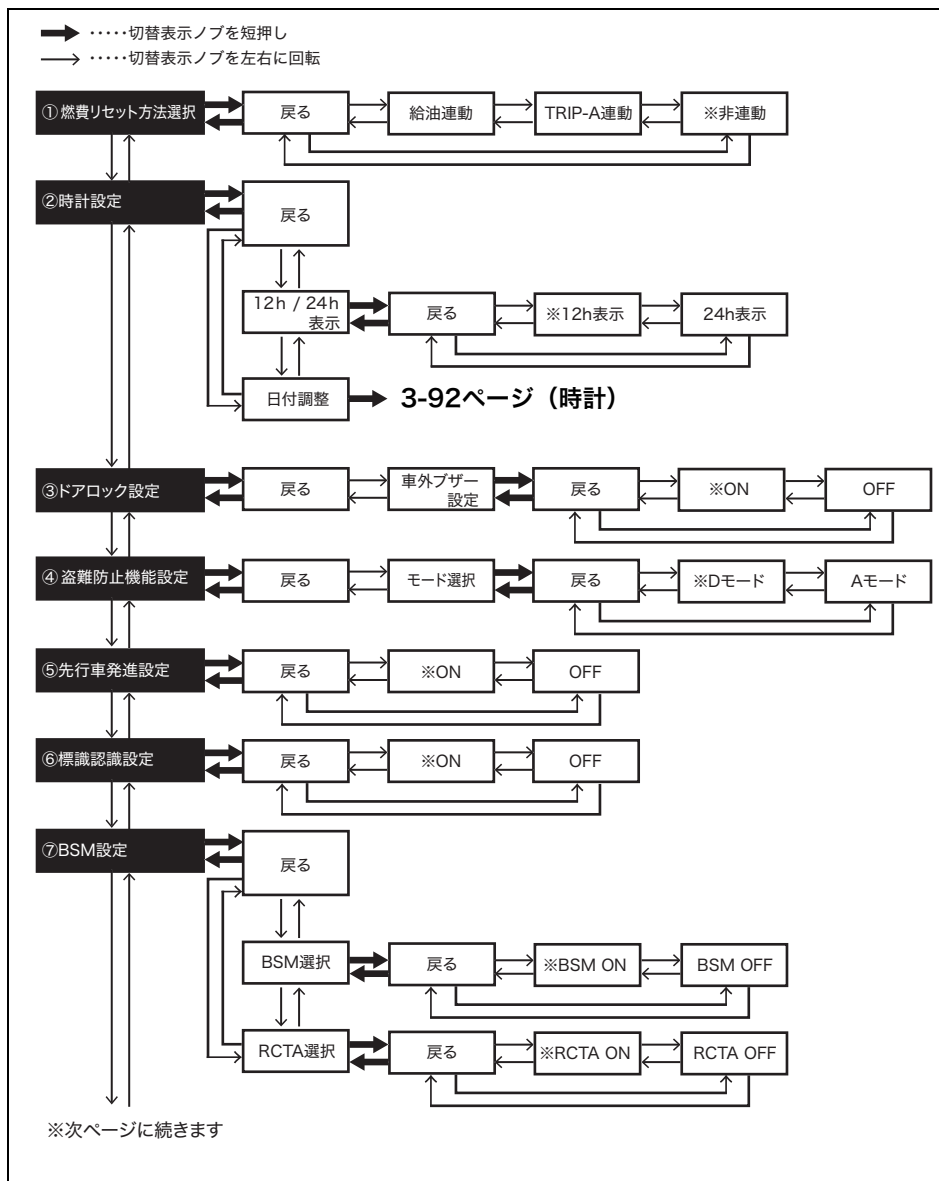 ‥‥‥切替表示ノブを短押し
‥‥‥切替表示ノブを左右に回転
①燃費リセット方法選択
戻る
給油連動
TRIP-A連動
※非連動
②時計設定
戻る
12h / 24h
表示
戻る
※12h表示
24h表示
日付調整
3-92ページ（時計）
③ドアロック設定
戻る
車外ブザー
設定
戻る
※ON
OFF
④盗難防止機能設定
戻る
モード選択
戻る
※Dモード
Aモード
⑤先行車発進設定
戻る
※ON
OFF
⑥標識認識設定
戻る
※ON
OFF
⑦BSM設定
戻る
BSM選択
戻る
※BSM ON
BSM OFF
RCTA選択
戻る
※RCTA ON
RCTA OFF
※次ページに続きます